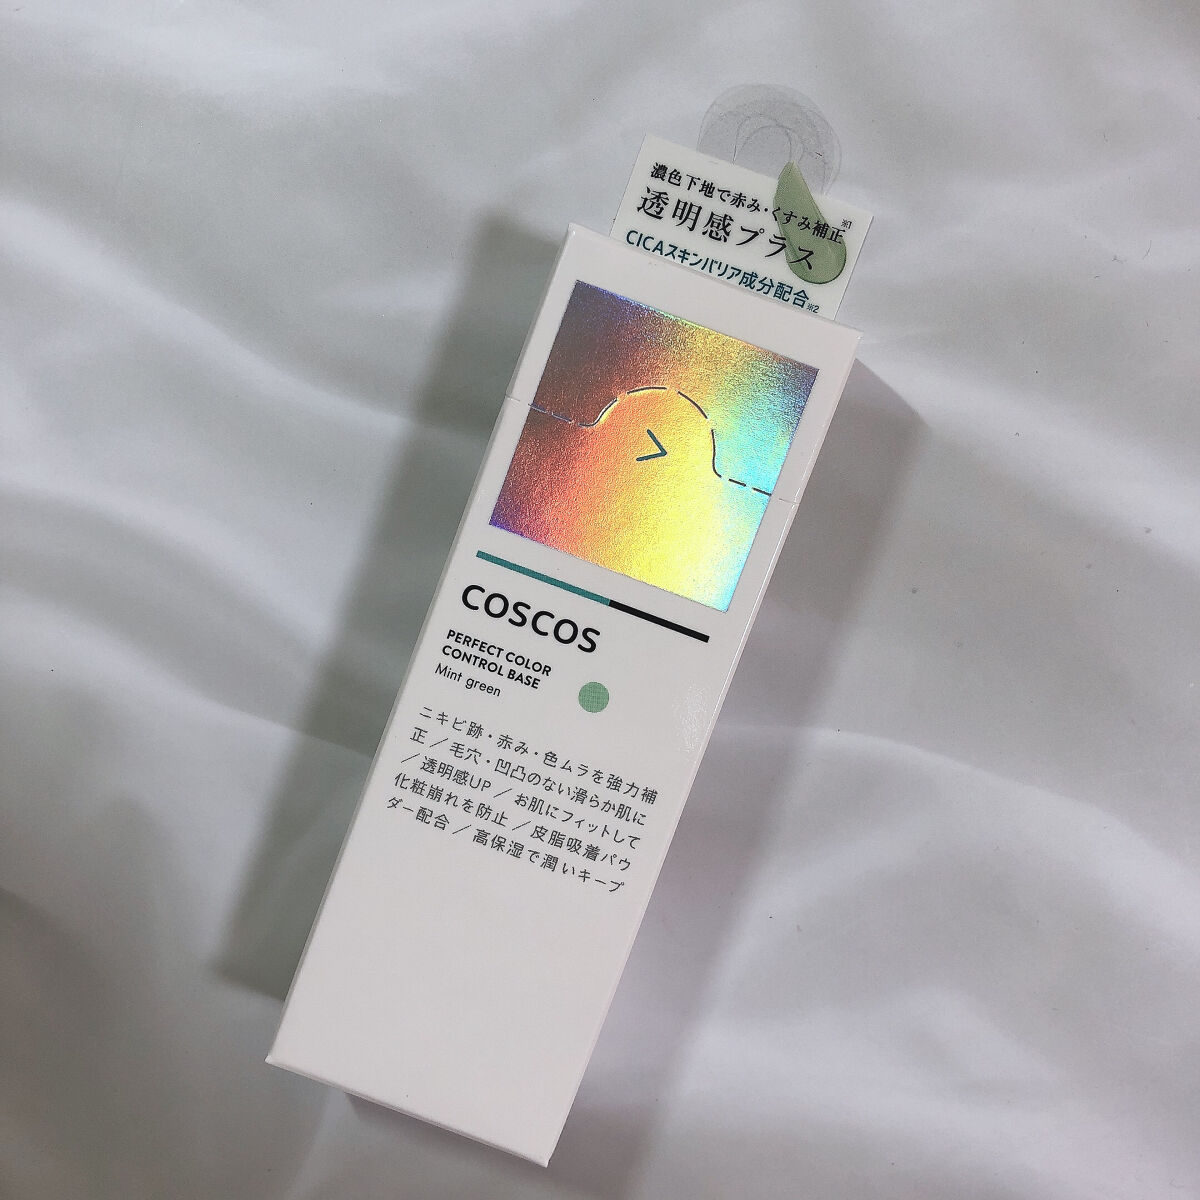 濃色下地で赤み・くすみ補正※1
透明感プラス
CICAスキンバリア成分配合※2
COSCOS
PERFECT COLOR
CONTROL BASE
Mint green
ニキビ跡・赤み・色ムラを強力補
正／毛穴・凹凸のない滑らか肌に
／透明感UP／お肌にフィットして
化粧崩れを防止／皮脂吸着パウ
ダー配合／高保湿で潤いキープ